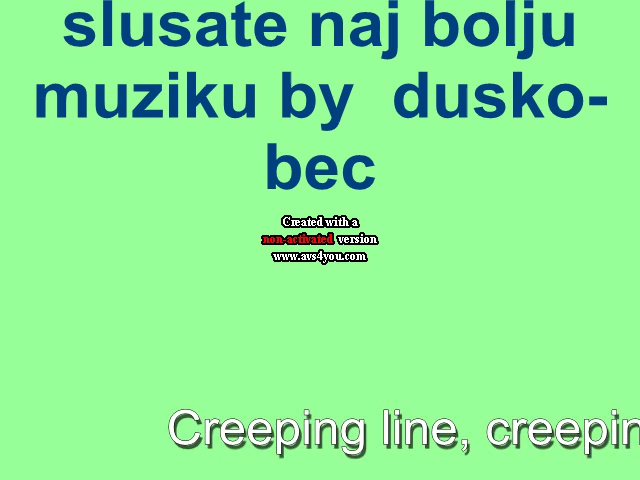 slusate naj bolju
muziku by dusko-
bec
Created with a
non-activated version
www.avs4you.com
Creeping line, creepin